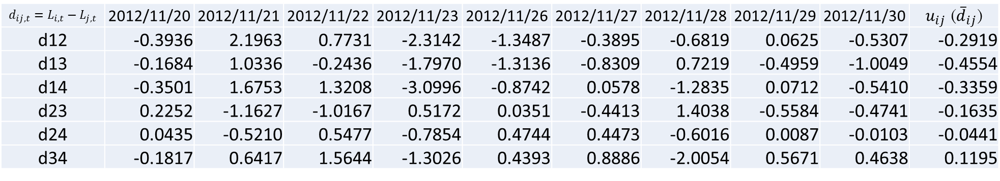 d_{ij,t} = L_{i,t} − L_{j,t} 2012/11/20 2012/11/21 2012/11/22 2012/11/23 2012/11/26 2012/11/27 2012/11/28 2012/11/29 2012/11/30 u_{ij} (d̄_{ij})
d12 -0.3936 2.1963 0.7731 -2.3142 -1.3487 -0.3895 -0.6819 0.0625 -0.5307 -0.2919
d13 -0.1684 1.0336 -0.2436 -1.7970 -1.3136 -0.8309 0.7219 -0.4959 -1.0049 -0.4554
d14 -0.3501 1.6753 1.3208 -3.0996 -0.8742 0.0578 -1.2835 0.0712 -0.5410 -0.3359
d23 0.2252 -1.1627 -1.0167 0.5172 0.0351 -0.4413 1.4038 -0.5584 -0.4741 -0.1635
d24 0.0435 -0.5210 0.5477 -0.7854 0.4744 0.4473 -0.6016 0.0087 -0.0103 -0.0441
d34 -0.1817 0.6417 1.5644 -1.3026 0.4393 0.8886 -2.0054 0.5671 0.4638 0.1195